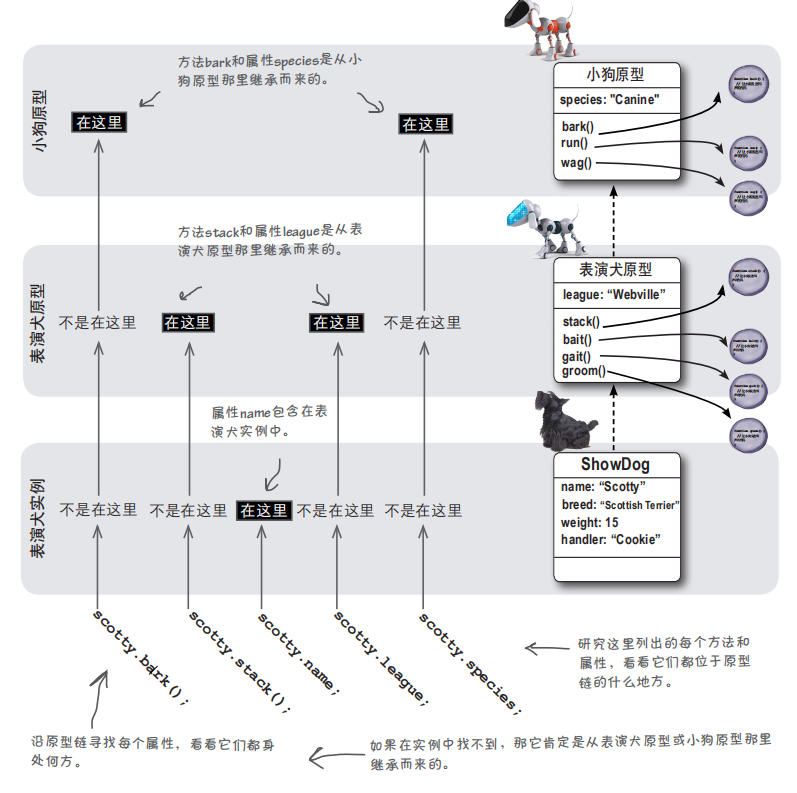 方法bark和属性species是从小
狗原型那里继承而来的。
小狗原型
在这里
在这里
小狗原型
species: "Canine"
bark()
run()
wag()
方法stack和属性league是从表
演犬原型那里继承而来的。
表演犬原型
不是在这里
在这里
在这里
不是在这里
表演犬原型
league: “Webville”
stack()
bait()
gait()
groom()
属性name包含在表
演犬实例中。
表演犬实例
不是在这里
不是在这里
在这里
不是在这里
不是在这里
ShowDog
name: “Scotty”
breed: “Scottish Terrier”
weight: 15
handler: “Cookie”
scotty.bark();
scotty.stack();
scotty.name;
scotty.league;
scotty.species;
研究这里列出的每个方法和
属性，看看它们都位于原型
链的什么地方。
沿原型链寻找每个属性，看看它们都身
处何方。
如果在实例中找不到，那它肯定是从表演犬原型或小狗原型那里
继承而来的。